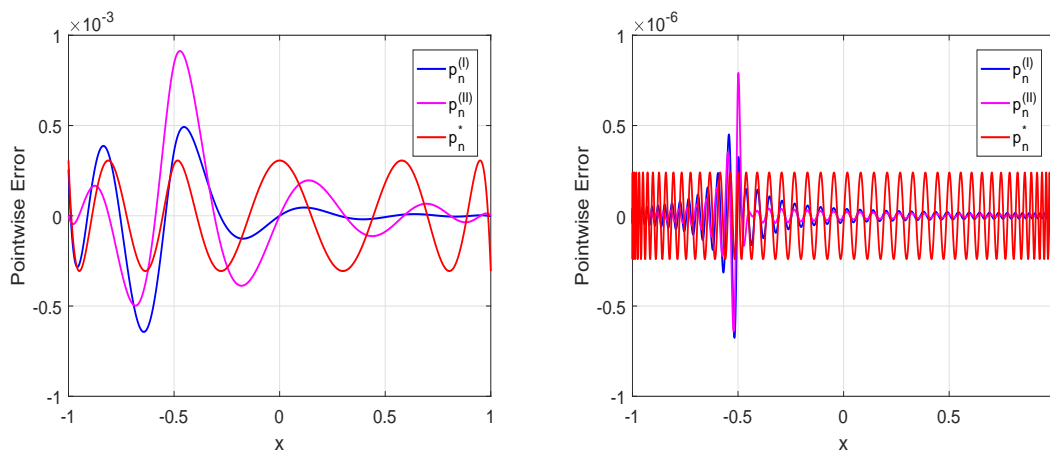 ×10⁻³
Pointwise Error
1
0.5
0
-0.5
-1
-1
-0.5
0
0.5
1
x
pₙ⁽ᴵ⁾
pₙ⁽ᴵᴵ⁾
pₙ*
×10⁻⁶
Pointwise Error
1
0.5
0
-0.5
-1
-1
-0.5
0
0.5
x
pₙ⁽ᴵ⁾
pₙ⁽ᴵᴵ⁾
pₙ*